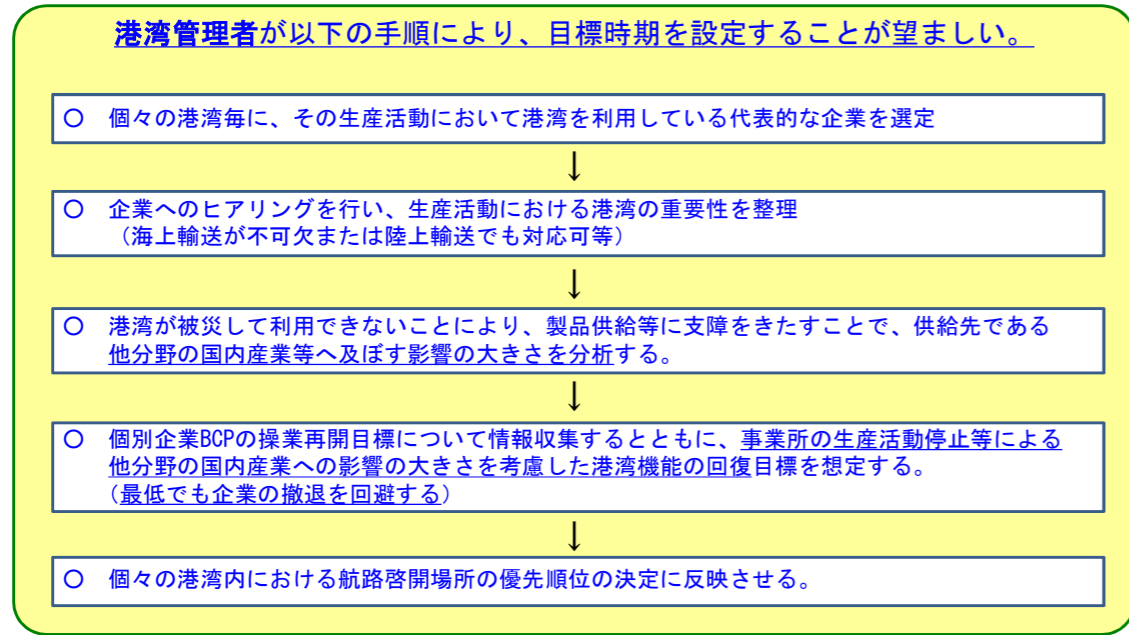 港湾管理者が以下の手順により、目標時期を設定することが望ましい。
○ 個々の港湾毎に、その生産活動において港湾を利用している代表的な企業を選定
↓
○ 企業へのヒアリングを行い、生産活動における港湾の重要性を整理
（海上輸送が不可欠または陸上輸送でも対応可等）
↓
○ 港湾が被災して利用できないことにより、製品供給等に支障をきたすことで、供給先である
他分野の国内産業等へ及ぼす影響の大きさを分析する。
↓
○ 個別企業BCPの操業再開目標について情報収集するとともに、事業所の生産活動停止等による
他分野の国内産業への影響の大きさを考慮した港湾機能の回復目標を想定する。
（最低でも企業の撤退を回避する）
↓
○ 個々の港湾内における航路啓開場所の優先順位の決定に反映させる。